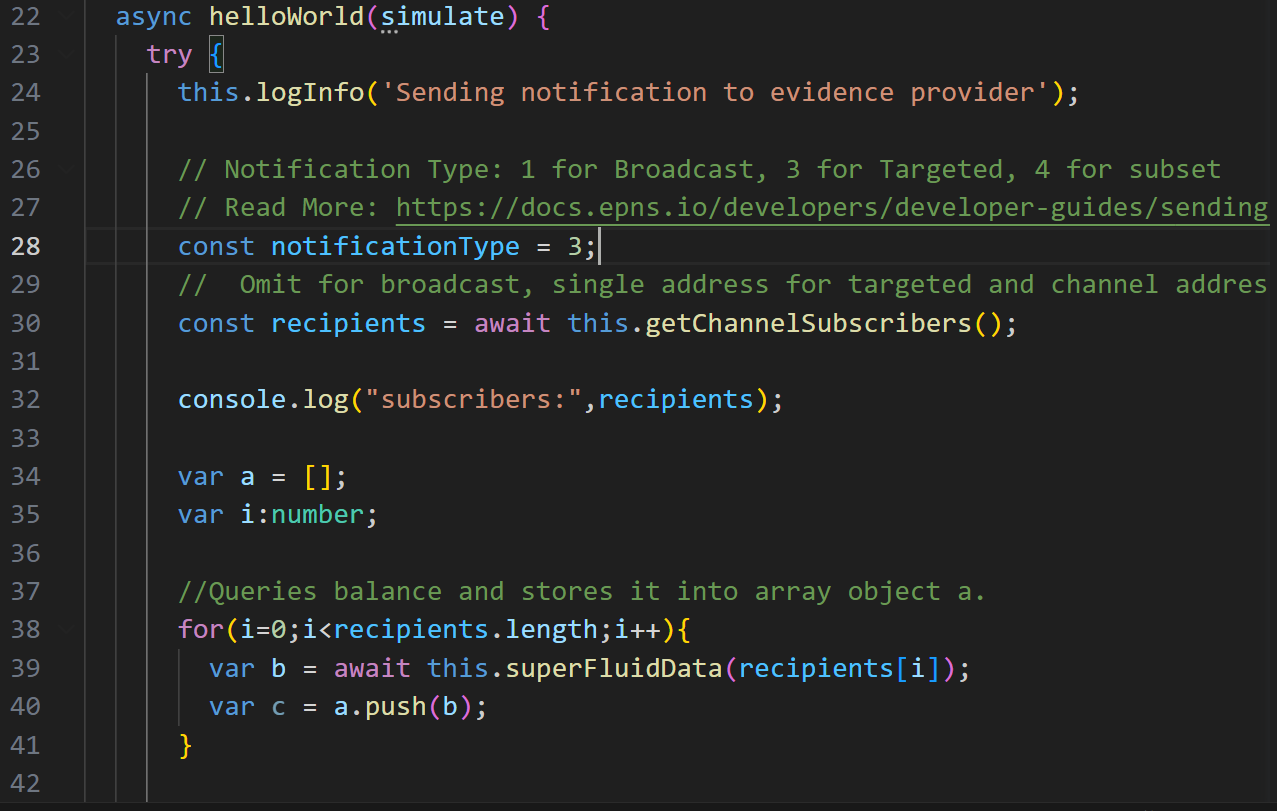 22 async helloWorld(simulate) {
23 try {
24 this.logInfo('Sending notification to evidence provider');
25
26 // Notification Type: 1 for Broadcast, 3 for Targeted, 4 for subset
27 // Read More: https://docs.epns.io/developers/developer-guides/sending
28 const notificationType = 3;
29 //  Omit for broadcast, single address for targeted and channel addres
30 const recipients = await this.getChannelSubscribers();
31
32 console.log("subscribers:",recipients);
33
34 var a = [];
35 var i:number;
36
37 //Queries balance and stores it into array object a.
38 for(i=0;i<recipients.length;i++){
39 var b = await this.superFluidData(recipients[i]);
40 var c = a.push(b);
41 }
42